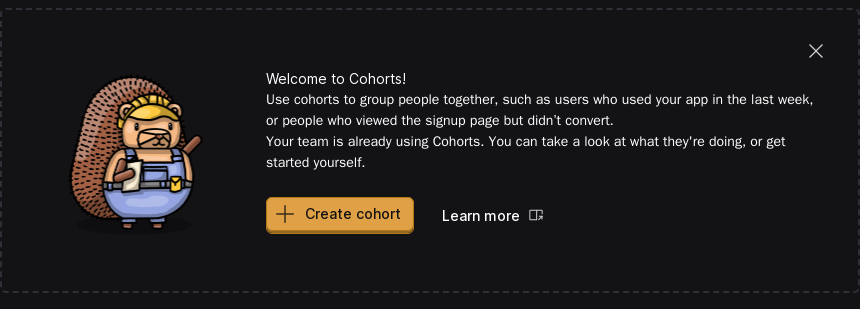 Welcome to Cohorts!
Use cohorts to group people together, such as users who used your app in the last week,
or people who viewed the signup page but didn't convert.
Your team is already using Cohorts. You can take a look at what they're doing, or get
started yourself.
Create cohort
Learn more